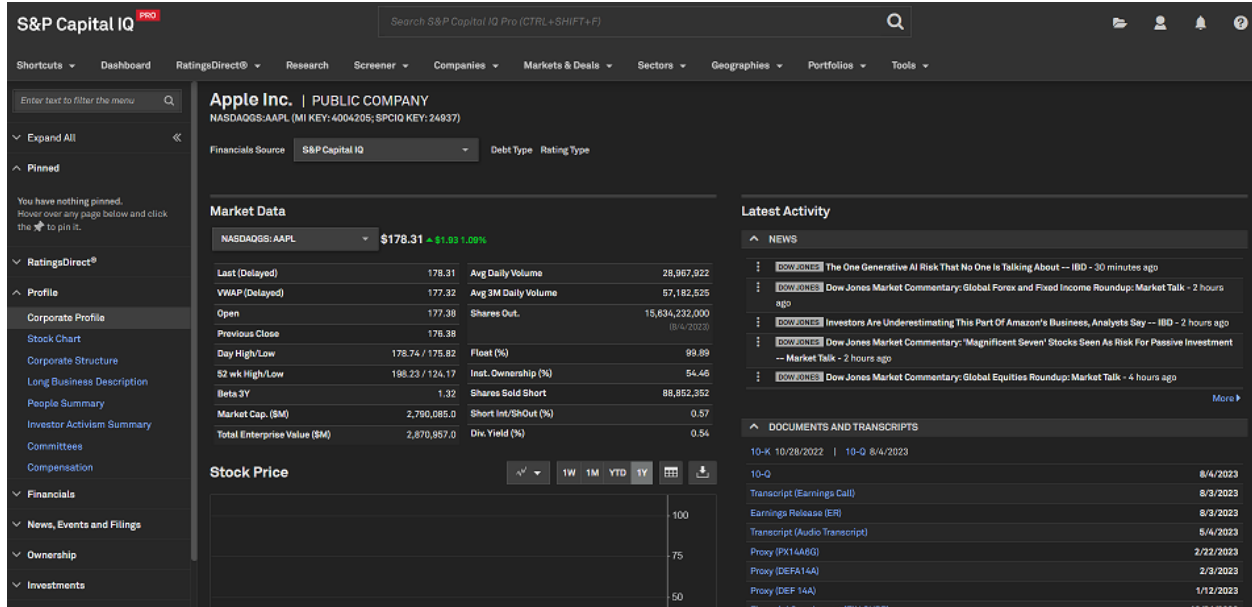 S&P Capital IQ PRO
Search S&P Capital IQ Pro (CTRL+SHIFT+F)
Shortcuts Dashboard RatingsDirect® Research Screener Companies Markets & Deals Sectors Geographies Portfolios Tools
Enter text to filter the menu
Expand All
Pinned
You have nothing pinned.
Hover over any page below and click
the to pin it.
RatingsDirect®
Profile
Corporate Profile
Stock Chart
Corporate Structure
Long Business Description
People Summary
Investor Activism Summary
Committees
Compensation
Financials
News, Events and Filings
Ownership
Investments
Apple Inc. | PUBLIC COMPANY
NASDAQGS:AAPL (MI KEY: 4004205; SPCIQ KEY: 24937)
Financials Source S&P Capital IQ Debt Type Rating Type
Market Data
NASDAQGS: AAPL $178.31 $1.93 1.09%
Last (Delayed) 178.31 Avg Daily Volume 28,967,922
VWAP (Delayed) 177.32 Avg 3M Daily Volume 57,182,525
Open 177.38 Shares Out. 15,634,232,000
(9/4/2023)
Previous Close 176.38
Day High/Low 178.74 / 175.82 Float (%) 99.89
52 wk High/Low 198.23 / 124.17 Inst. Ownership (%) 54.46
Beta 3Y 1.32 Shares Sold Short 88,852,352
Market Cap. ($M) 2,790,085.0 Short Int/ShOut (%) 0.57
Total Enterprise Value ($M) 2,870,957.0 Div. Yield (%) 0.54
Stock Price
1W 1M YTD 1Y
100
75
50
Latest Activity
NEWS
DOW JONES The One Generative AI Risk That No One Is Talking About -- IBD - 30 minutes ago
DOW JONES Dow Jones Market Commentary: Global Forex and Fixed Income Roundup: Market Talk - 2 hours
ago
DOW JONES Investors Are Underestimating This Part Of Amazon's Business, Analysts Say -- IBD - 2 hours ago
DOW JONES Dow Jones Market Commentary: 'Magnificent Seven' Stocks Seen As Risk For Passive Investment
-- Market Talk - 2 hours ago
DOW JONES Dow Jones Market Commentary: Global Equities Roundup: Market Talk - 4 hours ago
More
DOCUMENTS AND TRANSCRIPTS
10-K 10/28/2022 | 10-Q 8/4/2023
10-Q 8/4/2023
Transcript (Earnings Call) 8/3/2023
Earnings Release (ER) 8/3/2023
Transcript (Audio Transcript) 5/4/2023
Proxy (PX14A6G) 2/22/2023
Proxy (DEFA14A) 2/3/2023
Proxy (DEF 14A) 1/12/2023